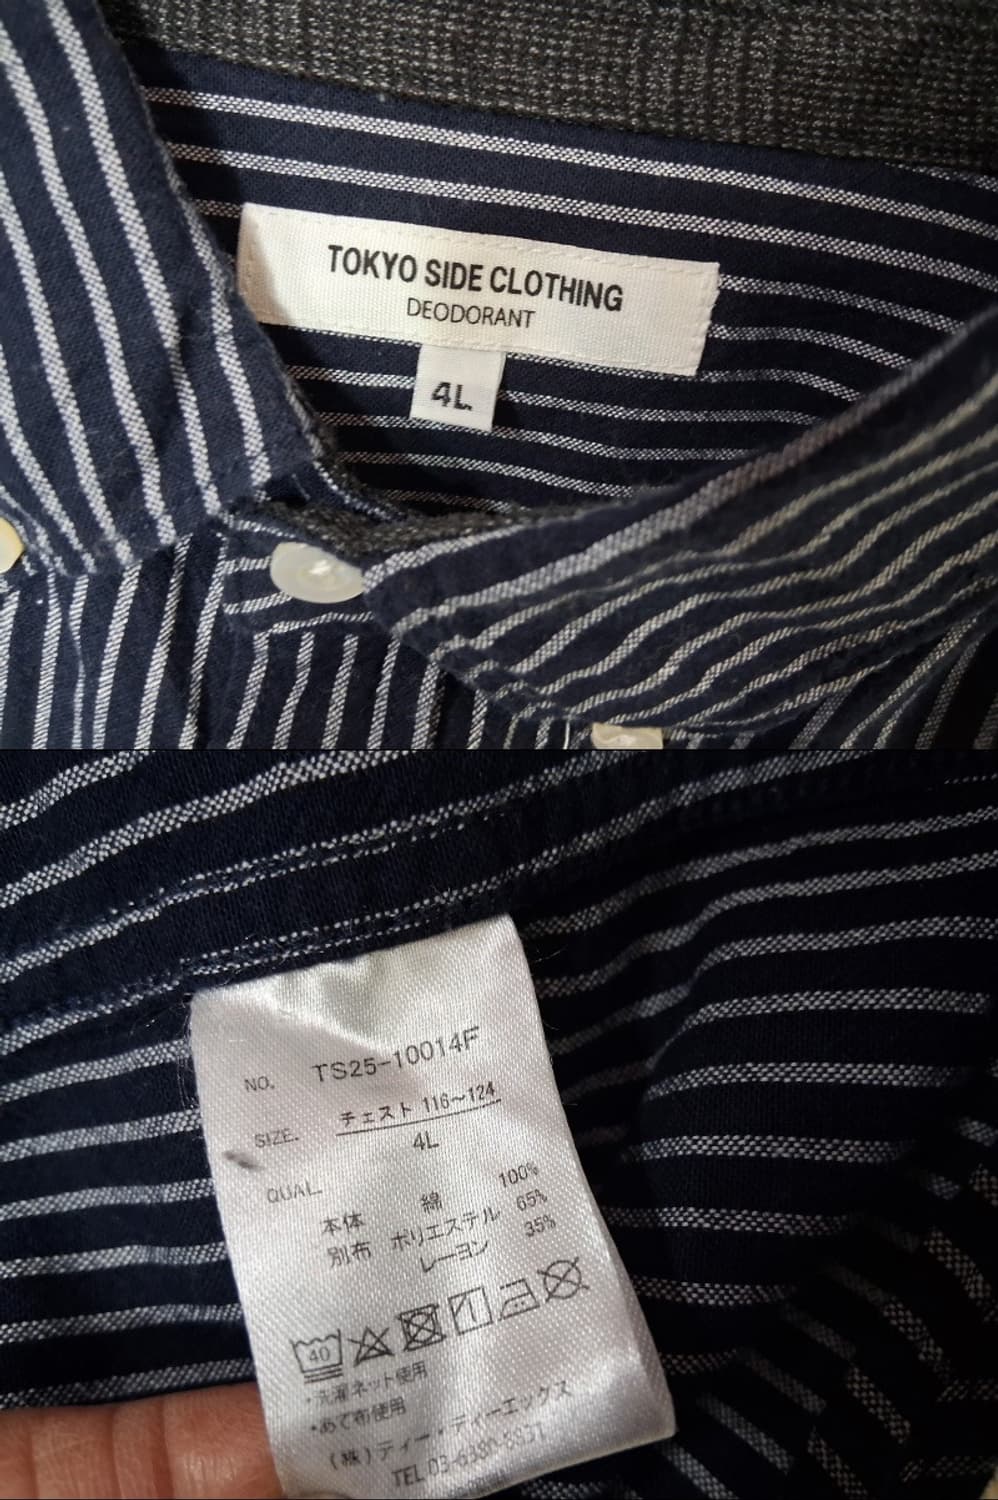 TOKYO SIDE CLOTHING
DEODORANT
4L
NO. TS25-10014F
SIZE. チェスト 116~124
4L
QUAL.
本体 綿 100%
別布 ポリエステル 65%
レーヨン 35%
40
・洗濯ネット使用
・あて布使用
(株)ティー・ディーエックス
TEL 03-